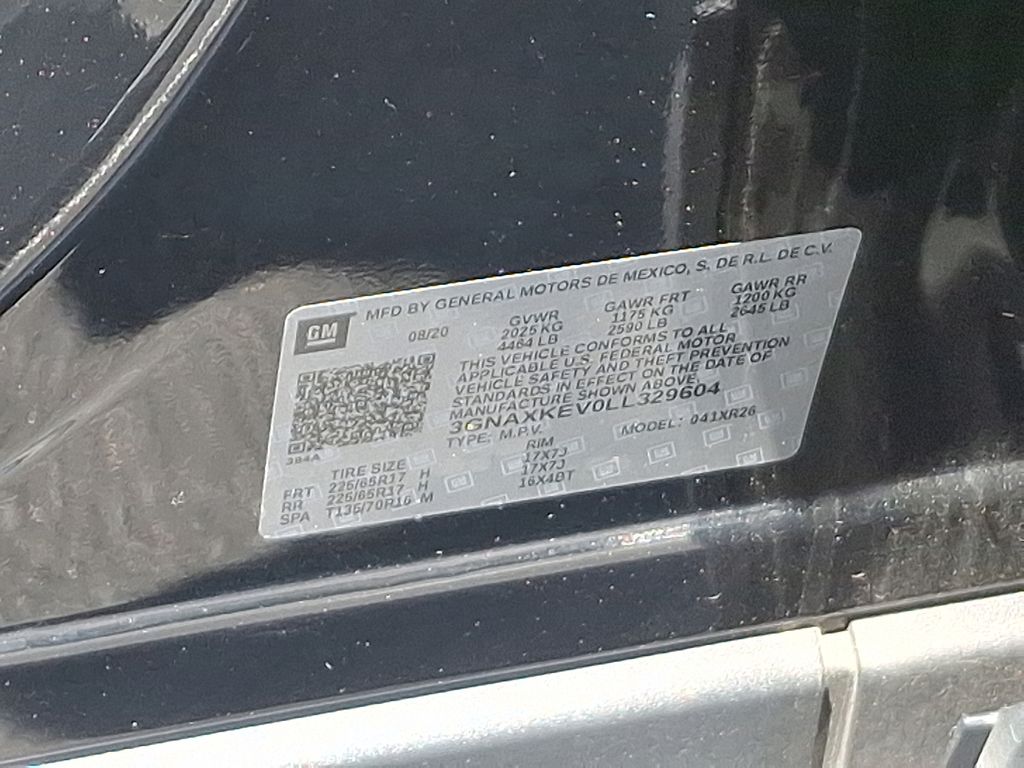 GM
MFD BY GENERAL MOTORS DE MEXICO, S. DE R.L. DE C.V.
08/20 GVWR GAWR FRT GAWR RR
2025 KG 1175 KG 1200 KG
4464 LB 2590 LB 2645 LB
THIS VEHICLE CONFORMS TO ALL
APPLICABLE U.S. FEDERAL MOTOR
VEHICLE SAFETY AND THEFT PREVENTION
STANDARDS IN EFFECT ON THE DATE OF
MANUFACTURE SHOWN ABOVE.
3GNAXKEV0LL329604
TYPE: M.P.V. MODEL: 041XR26
384A
TIRE SIZE RIM
FRT 225/65R17 H 17X7J
RR 225/65R17 H 17X7J
SPA T135/70R16 M 16X4BT